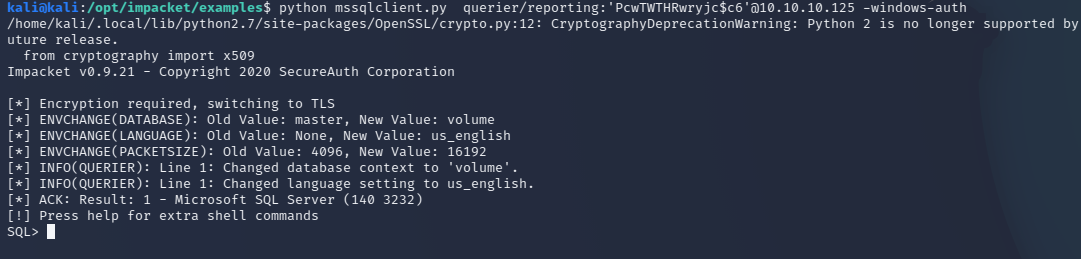 kali@kali:/opt/impacket/examples$ python mssqlclient.py  querier/reporting:'PcwTWTHRwryjc$c6'@10.10.10.125 -windows-auth
/home/kali/.local/lib/python2.7/site-packages/OpenSSL/crypto.py:12: CryptographyDeprecationWarning: Python 2 is no longer supported by
uture release.
  from cryptography import x509
Impacket v0.9.21 - Copyright 2020 SecureAuth Corporation
[*] Encryption required, switching to TLS
[*] ENVCHANGE(DATABASE): Old Value: master, New Value: volume
[*] ENVCHANGE(LANGUAGE): Old Value: None, New Value: us_english
[*] ENVCHANGE(PACKETSIZE): Old Value: 4096, New Value: 16192
[*] INFO(QUERIER): Line 1: Changed database context to 'volume'.
[*] INFO(QUERIER): Line 1: Changed language setting to us_english.
[*] ACK: Result: 1 - Microsoft SQL Server (140 3232)
[!] Press help for extra shell commands
SQL>